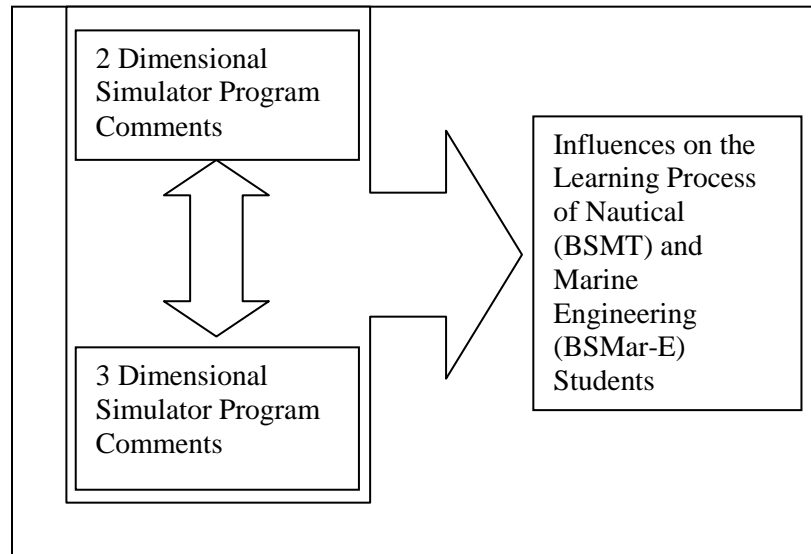 2 Dimensional
Simulator Program
Comments
3 Dimensional
Simulator Program
Comments
Influences on the
Learning Process
of Nautical
(BSMT) and
Marine
Engineering
(BSMar-E)
Students